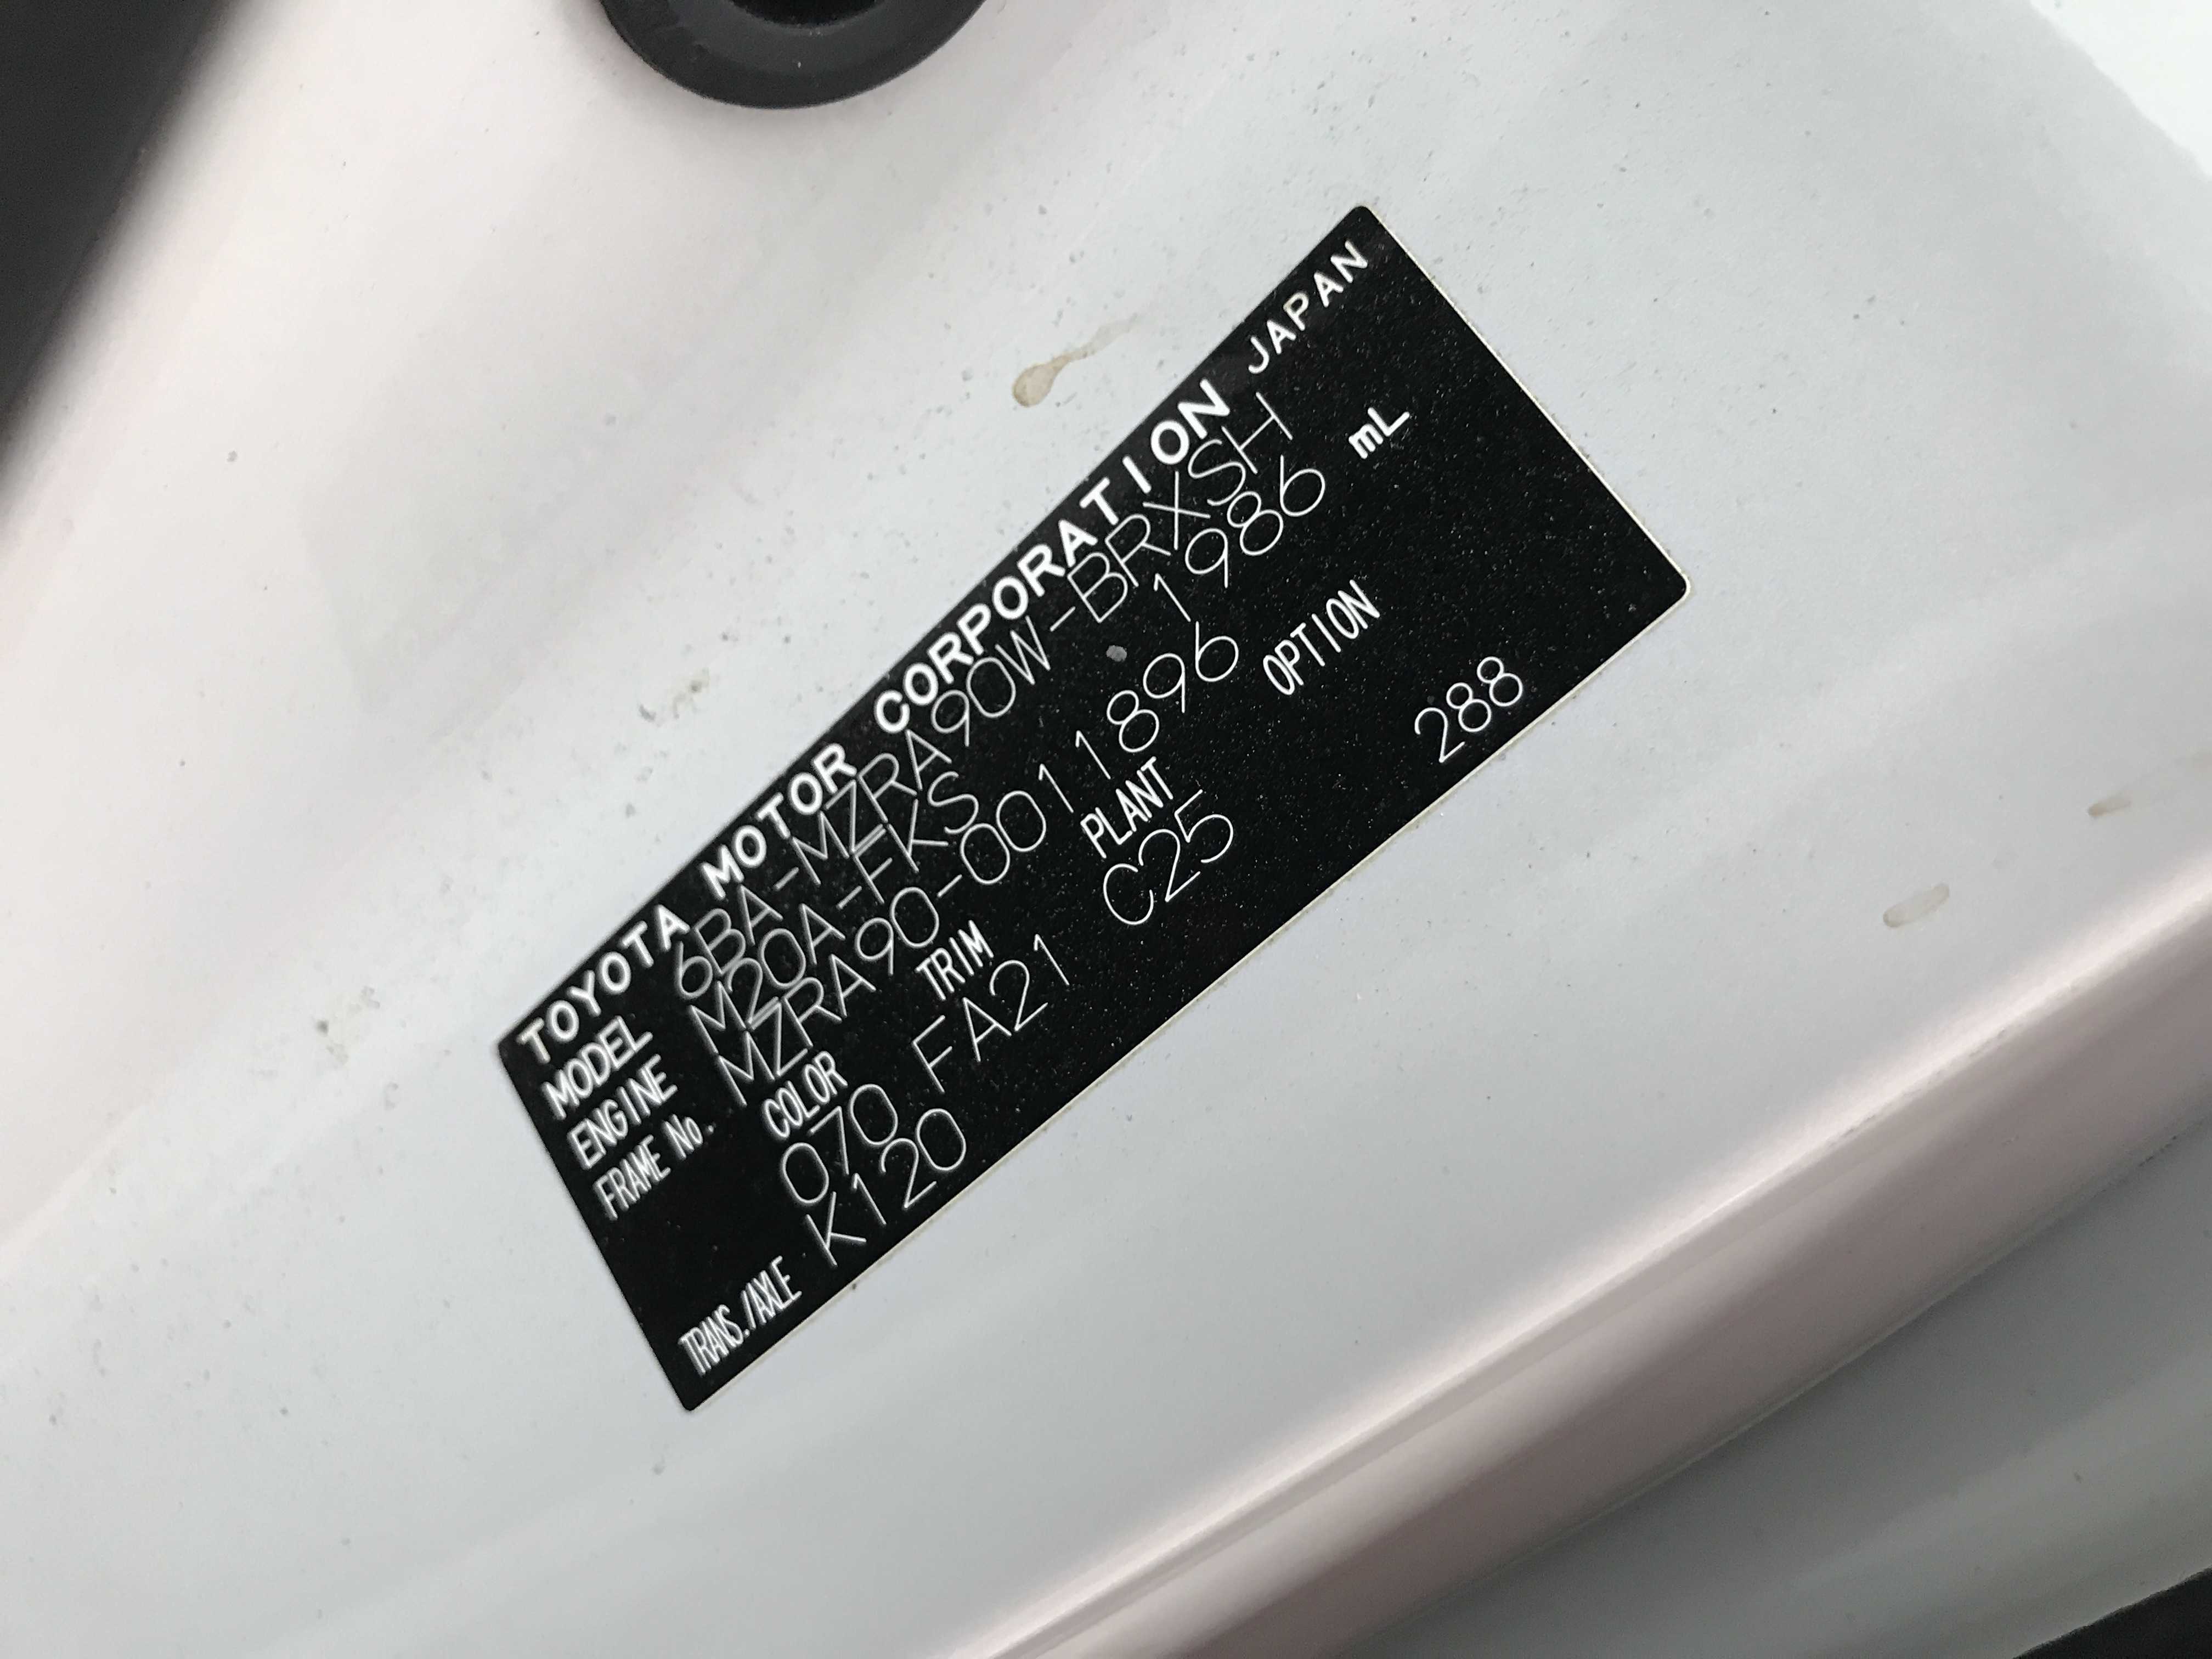 TOYOTA MOTOR CORPORATION JAPAN
MODEL 6BA-MZRA90W-BRXSH
ENGINE M20A-FKS 1986 mL
FRAME No. MZRA90-0011896
COLOR TRIM PLANT OPTION
070 FA21 C25 288
TRANS./AXLE K120